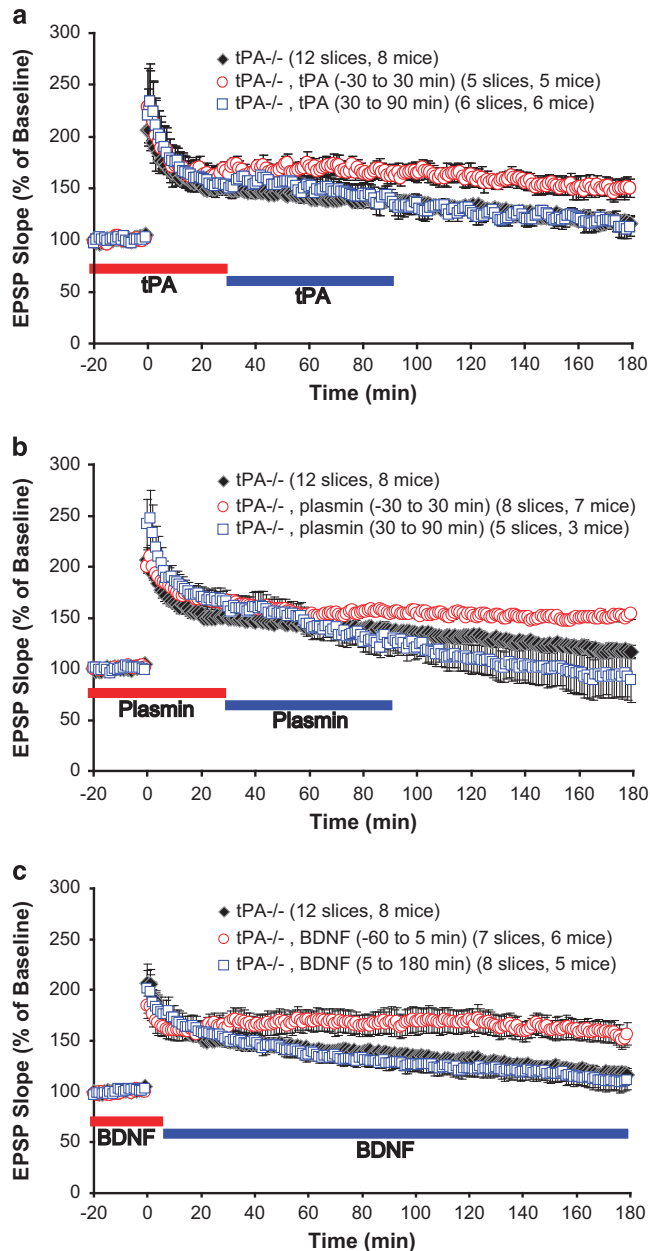 a
300
250
200
150
100
50
0
EPSP Slope (% of Baseline)
tPA-/- (12 slices, 8 mice)
tPA-/- , tPA (-30 to 30 min) (5 slices, 5 mice)
tPA-/- , tPA (30 to 90 min) (6 slices, 6 mice)
tPA
tPA
-20 0 20 40 60 80 100 120 140 160 180
Time (min)
b
300
250
200
150
100
50
0
EPSP Slope (% of Baseline)
tPA-/- (12 slices, 8 mice)
tPA-/- , plasmin (-30 to 30 min) (8 slices, 7 mice)
tPA-/- , plasmin (30 to 90 min) (5 slices, 3 mice)
Plasmin
Plasmin
-20 0 20 40 60 80 100 120 140 160 180
Time (min)
c
300
250
200
150
100
50
0
EPSP Slope (% of Baseline)
tPA-/- (12 slices, 8 mice)
tPA-/- , BDNF (-60 to 5 min) (7 slices, 6 mice)
tPA-/- , BDNF (5 to 180 min) (8 slices, 5 mice)
BDNF
BDNF
-20 0 20 40 60 80 100 120 140 160 180
Time (min)